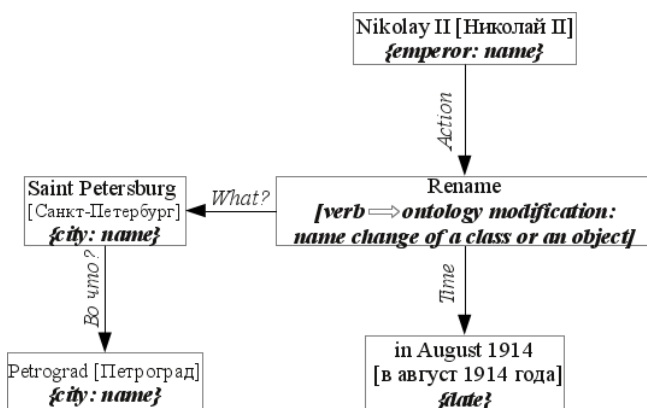 Nikolay II [Николай II]
{emperor: name}
Action
Rename
[verb ⇒ ontology modification:
name change of a class or an object]
What?
Saint Petersburg
[Санкт-Петербург]
{city: name}
Во что?
Petrograd [Петроград]
{city: name}
Time
in August 1914
[в август 1914 года]
{date}